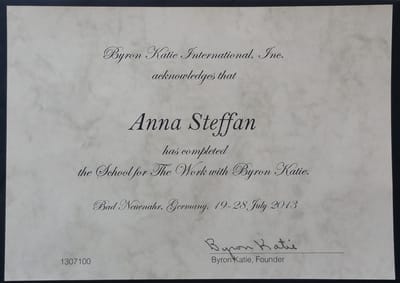 Byron Katie International, Inc.
acknowledges that
Anna Steffan
has completed
the School for The Work with Byron Katie.
Bad Neuenahr, Germany, 19-28 July 2013
Byron Katie
1307100
Byron Katie, Founder